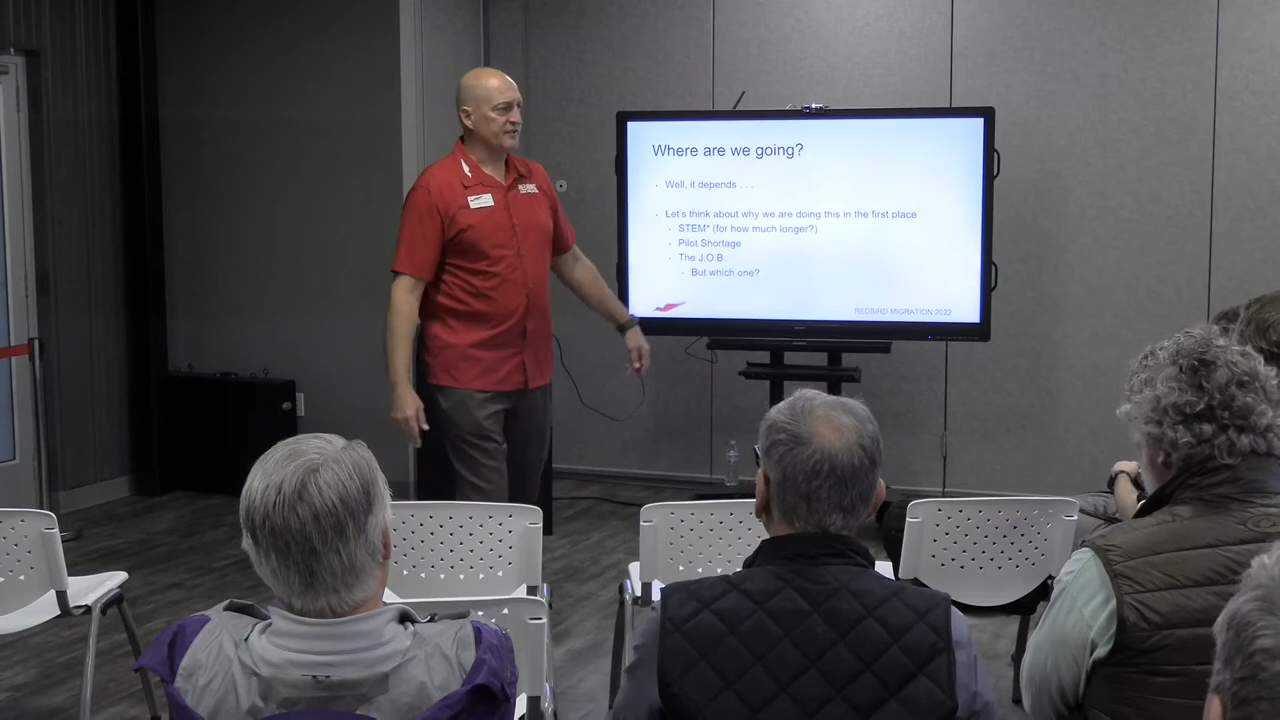 Where are we going?
Well, it depends . . .
Let's think about why we are doing this in the first place
STEM* (for how much longer?)
Pilot Shortage
The J.O.B.
But which one?
REDBIRD MIGRATION 2022
REDBIRD